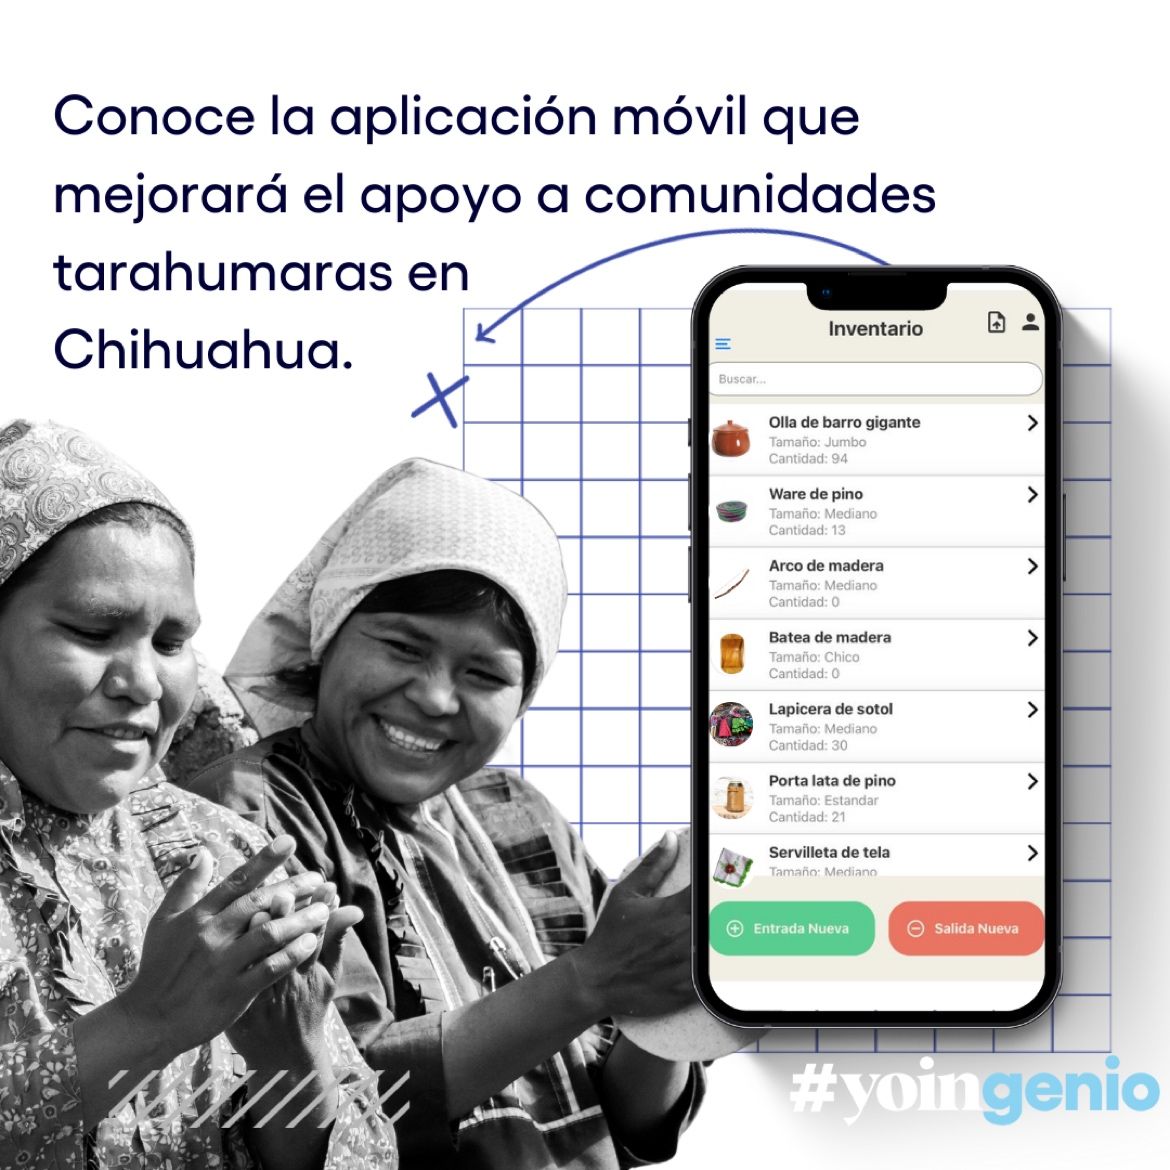 Conoce la aplicación móvil que
mejorará el apoyo a comunidades
tarahumaras en
Chihuahua.
Inventario
Buscar...
Olla de barro gigante
Tamaño: Jumbo
Cantidad: 94
Ware de pino
Tamaño: Mediano
Cantidad: 13
Arco de madera
Tamaño: Mediano
Cantidad: 0
Batea de madera
Tamaño: Chico
Cantidad: 0
Lapicera de sotol
Tamaño: Mediano
Cantidad: 30
Porta lata de pino
Tamaño: Estandar
Cantidad: 21
Servilleta de tela
Tamaño: Mediano
Entrada Nueva
Salida Nueva
#yoingenio